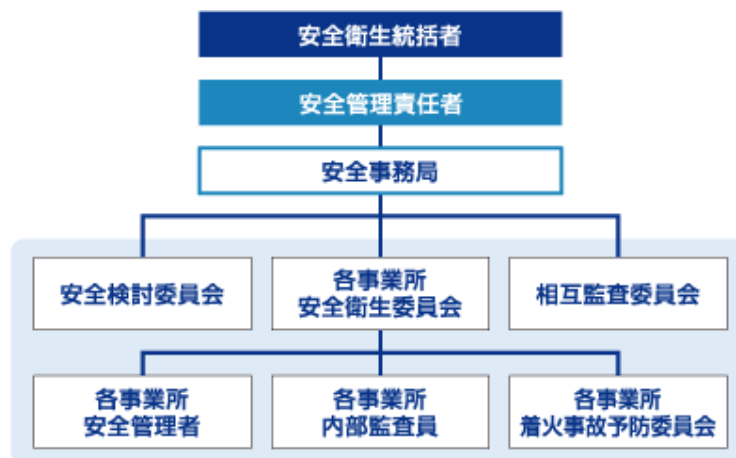 安全衛生統括者
安全管理責任者
安全事務局
安全検討委員会
各事業所
安全衛生委員会
相互監査委員会
各事業所
安全管理者
各事業所
内部監査員
各事業所
着火事故予防委員会